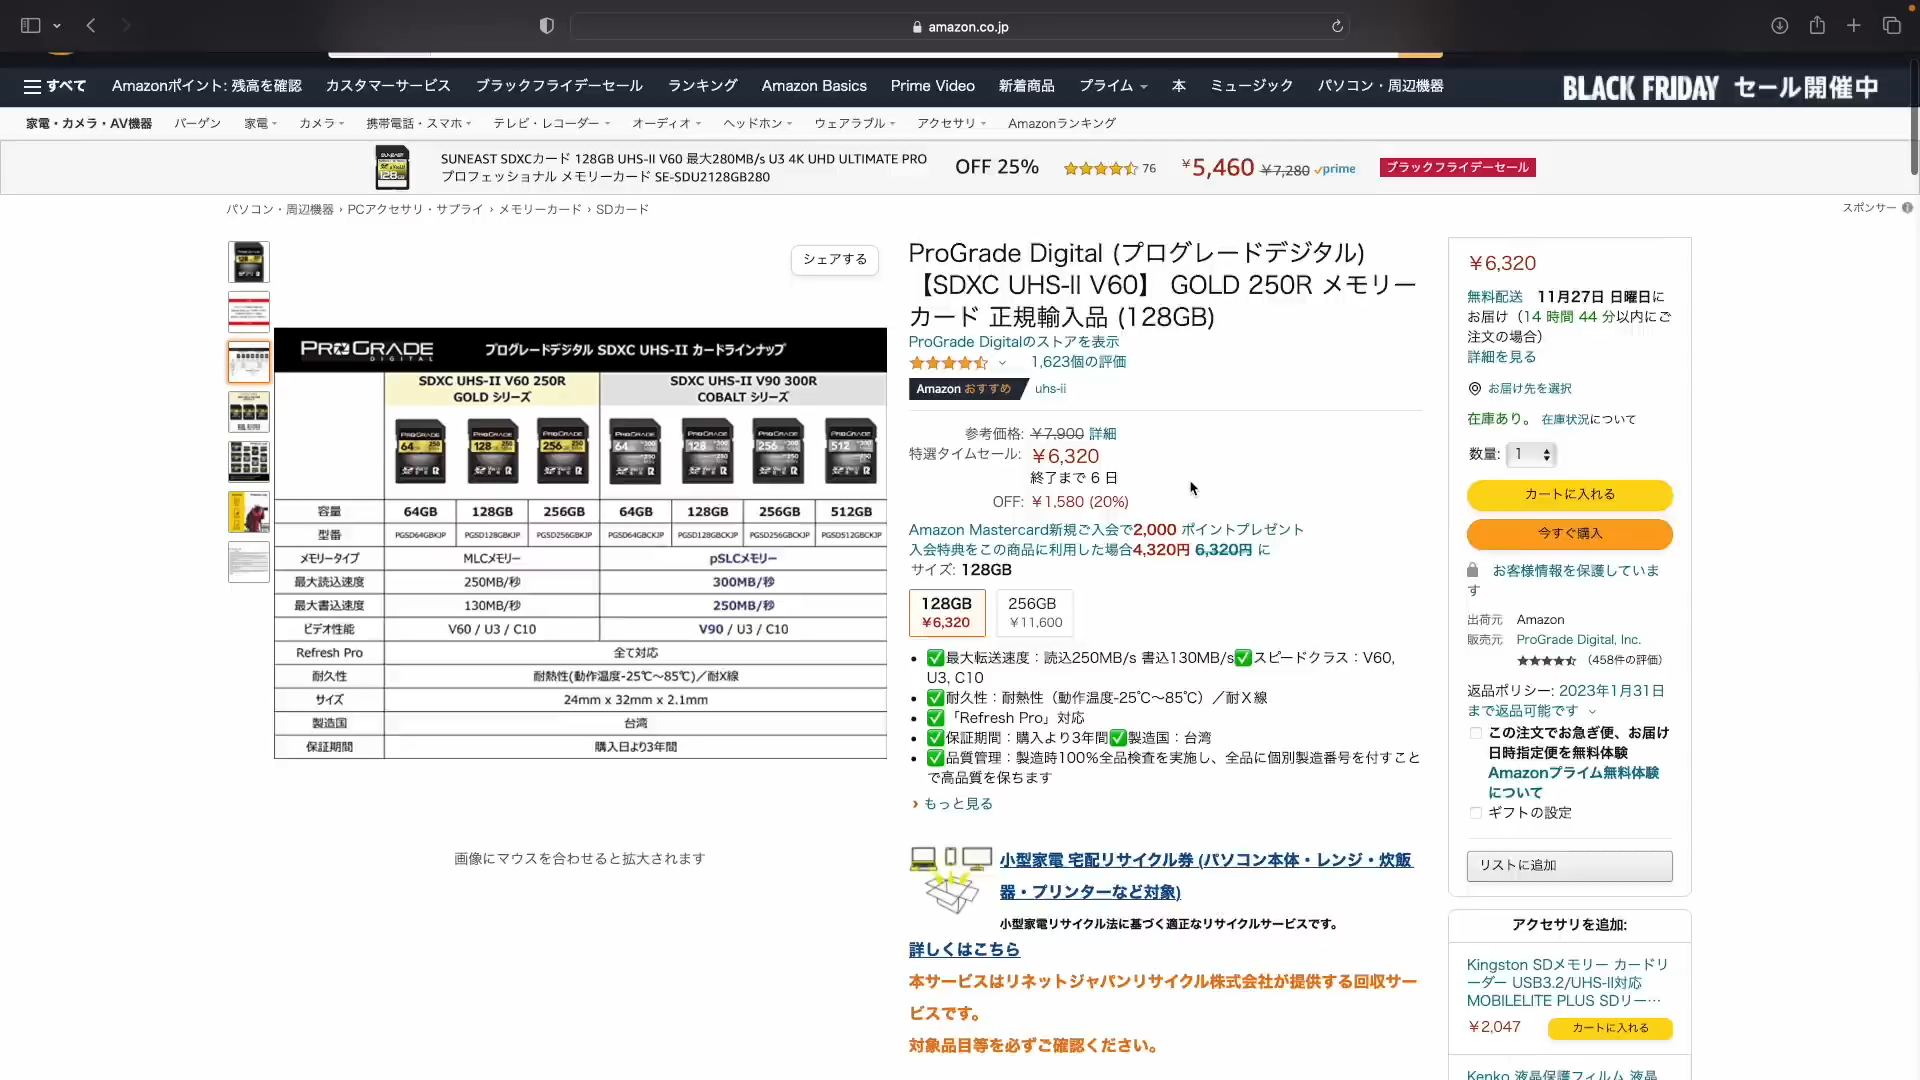 amazon.co.jp
すべて Amazonポイント: 残高を確認 カスタマーサービス ブラックフライデーセール ランキング Amazon Basics Prime Video 新着商品 プライム 本 ミュージック パソコン・周辺機器 BLACK FRIDAY セール開催中
家電・カメラ・AV機器 バーゲン 家電 カメラ 携帯電話・スマホ テレビ・レコーダー オーディオ ヘッドホン ウェアラブル アクセサリ Amazonランキング
SUNEAST SDXCカード 128GB UHS-II V60 最大280MB/s U3 4K UHD ULTIMATE PRO
プロフェッショナル メモリーカード SE-SDU2128GB280
OFF 25% 76 ¥5,460 ¥7,280 prime ブラックフライデーセール
パソコン・周辺機器 › PCアクセサリ・サプライ › メモリーカード › SDカード
スポンサー
シェアする
PROGRADE DIGITAL プログレードデジタル SDXC UHS-II カードラインナップ
SDXC UHS-II V60 250R SDXC UHS-II V90 300R
GOLD シリーズ COBALT シリーズ
容量 64GB 128GB 256GB 64GB 128GB 256GB 512GB
型番 PGSD64GBKJP PGSD128GBKJP PGSD256GBKJP PGSD64GBCKJP PGSD128GBCKJP PGSD256GBCKJP PGSD512GBCKJP
メモリータイプ MLCメモリー pSLCメモリー
最大読込速度 250MB/秒 300MB/秒
最大書込速度 130MB/秒 250MB/秒
ビデオ性能 V60 / U3 / C10 V90 / U3 / C10
Refresh Pro 全て対応
耐久性 耐熱性(動作温度-25℃〜85℃)／耐X線
サイズ 24mm x 32mm x 2.1mm
製造国 台湾
保証期間 購入日より3年間
画像にマウスを合わせると拡大されます
ProGrade Digital (プログレードデジタル)
【SDXC UHS-II V60】 GOLD 250R メモリー
カード 正規輸入品 (128GB)
ProGrade Digitalのストアを表示
1,623個の評価
Amazon おすすめ uhs-ii
参考価格: ¥7,900 詳細
特選タイムセール: ¥6,320
終了まで 6 日
OFF: ¥1,580 (20%)
Amazon Mastercard新規ご入会で2,000 ポイントプレゼント
入会特典をこの商品に利用した場合4,320円 6,320円 に
サイズ: 128GB
128GB 256GB
¥6,320 ¥11,600
✅最大転送速度：読込250MB/s 書込130MB/s✅スピードクラス：V60,
U3, C10
✅耐久性：耐熱性（動作温度-25℃〜85℃）／耐Ｘ線
✅「Refresh Pro」対応
✅保証期間：購入より3年間✅製造国：台湾
✅品質管理：製造時100%全品検査を実施し、全品に個別製造番号を付すこと
で高品質を保ちます
› もっと見る
小型家電 宅配リサイクル券 (パソコン本体・レンジ・炊飯
器・プリンターなど対象)
小型家電リサイクル法に基づく適正なリサイクルサービスです。
詳しくはこちら
本サービスはリネットジャパンリサイクル株式会社が提供する回収サー
ビスです。
対象品目等を必ずご確認ください。
¥6,320
無料配送 11月27日 日曜日に
お届け（14 時間 44 分以内にご
注文の場合）
詳細を見る
お届け先を選択
在庫あり。 在庫状況について
数量: 1
カートに入れる
今すぐ購入
お客様情報を保護していま
す
出荷元 Amazon
販売元 ProGrade Digital, Inc.
（458件の評価）
返品ポリシー: 2023年1月31日
まで返品可能です
この注文でお急ぎ便、お届け
日時指定便を無料体験
Amazonプライム無料体験
について
ギフトの設定
リストに追加
アクセサリを追加:
Kingston SDメモリー カードリ
ーダー USB3.2/UHS-II対応
MOBILELITE PLUS SDリー…
¥2,047 カートに入れる
Kenko 液晶保護フィルム 液晶